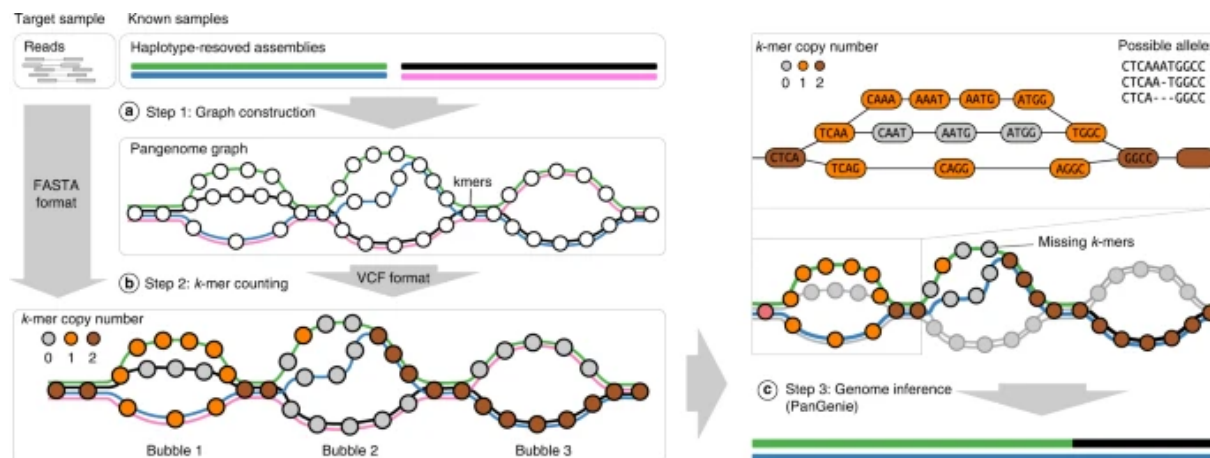 Target sample
Known samples
Reads
Haplotype-resoved assemblies
a Step 1: Graph construction
FASTA
format
Pangenome graph
kmers
b Step 2: k-mer counting
VCF format
k-mer copy number
0 1 2
Bubble 1
Bubble 2
Bubble 3
k-mer copy number
0 1 2
Possible allele
CTCAAATGGCC
CTCAA-TGGCC
CTCA---GGCC
CAAA AAAT AATG ATGG
TCAA CAAT AATG ATGG TGGC
CTCA GGCC
TCAG CAGG AGGC
Missing k-mers
c Step 3: Genome inference
(PanGenie)